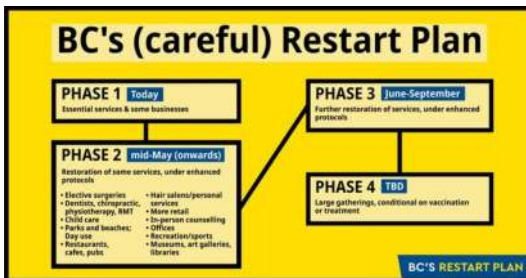 BC's (careful) Restart Plan
PHASE 1 Today
Essential services & some businesses
PHASE 2 mid-May (onwards)
Restoration of some services, under enhanced
protocols
• Elective surgeries
• Dentists, chiropractic,
physiotherapy, RMT
• Child care
• Parks and beaches;
Day use
• Restaurants,
cafes, pubs
• Hair salons/personal
services
• More retail
• In-person counselling
• Offices
• Recreation/sports
• Museums, art galleries,
libraries
PHASE 3 June-September
Further restoration of services, under enhanced
protocols
PHASE 4 TBD
Large gatherings, conditional on vaccination
or treatment
BC'S RESTART PLAN